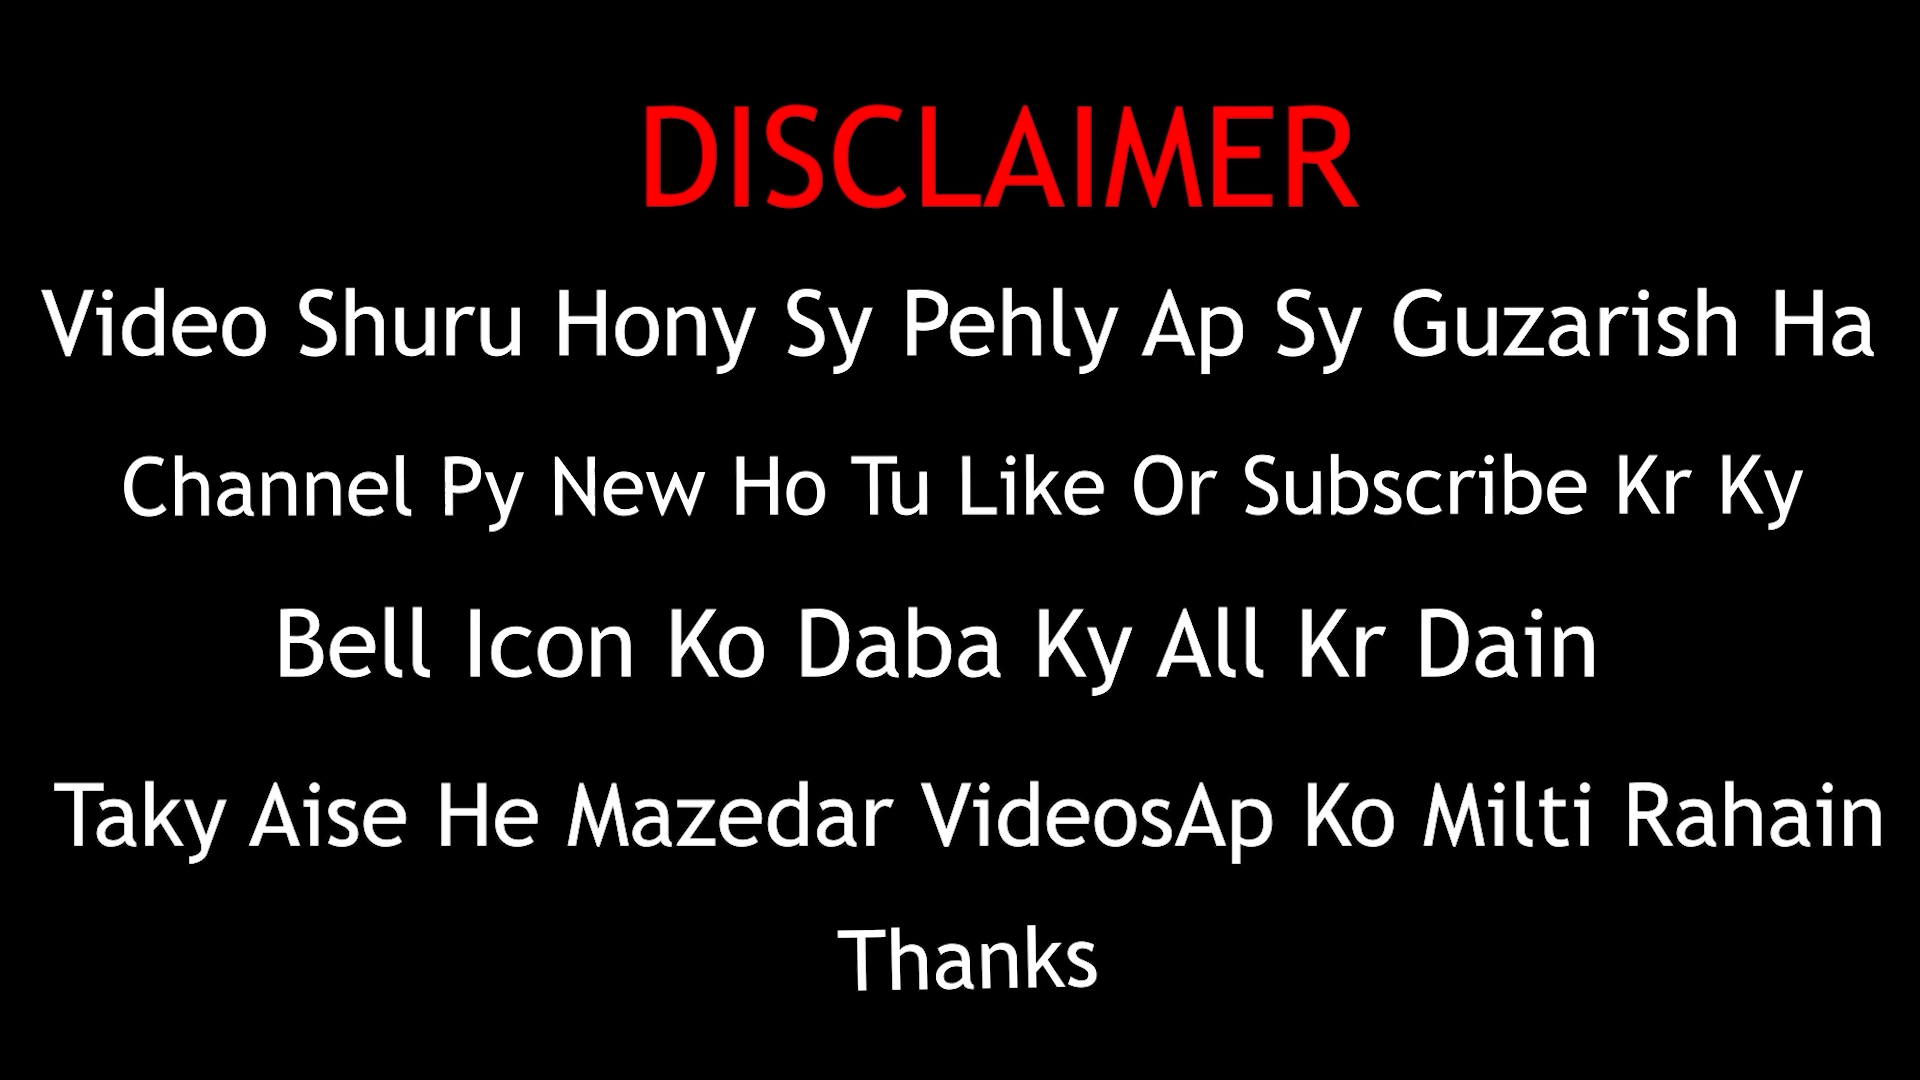 DISCLAIMER
Video Shuru Hony Sy Pehly Ap Sy Guzarish Ha
Channel Py New Ho Tu Like Or Subscribe Kr Ky
Bell Icon Ko Daba Ky All Kr Dain
Taky Aise He Mazedar VideosAp Ko Milti Rahain
Thanks